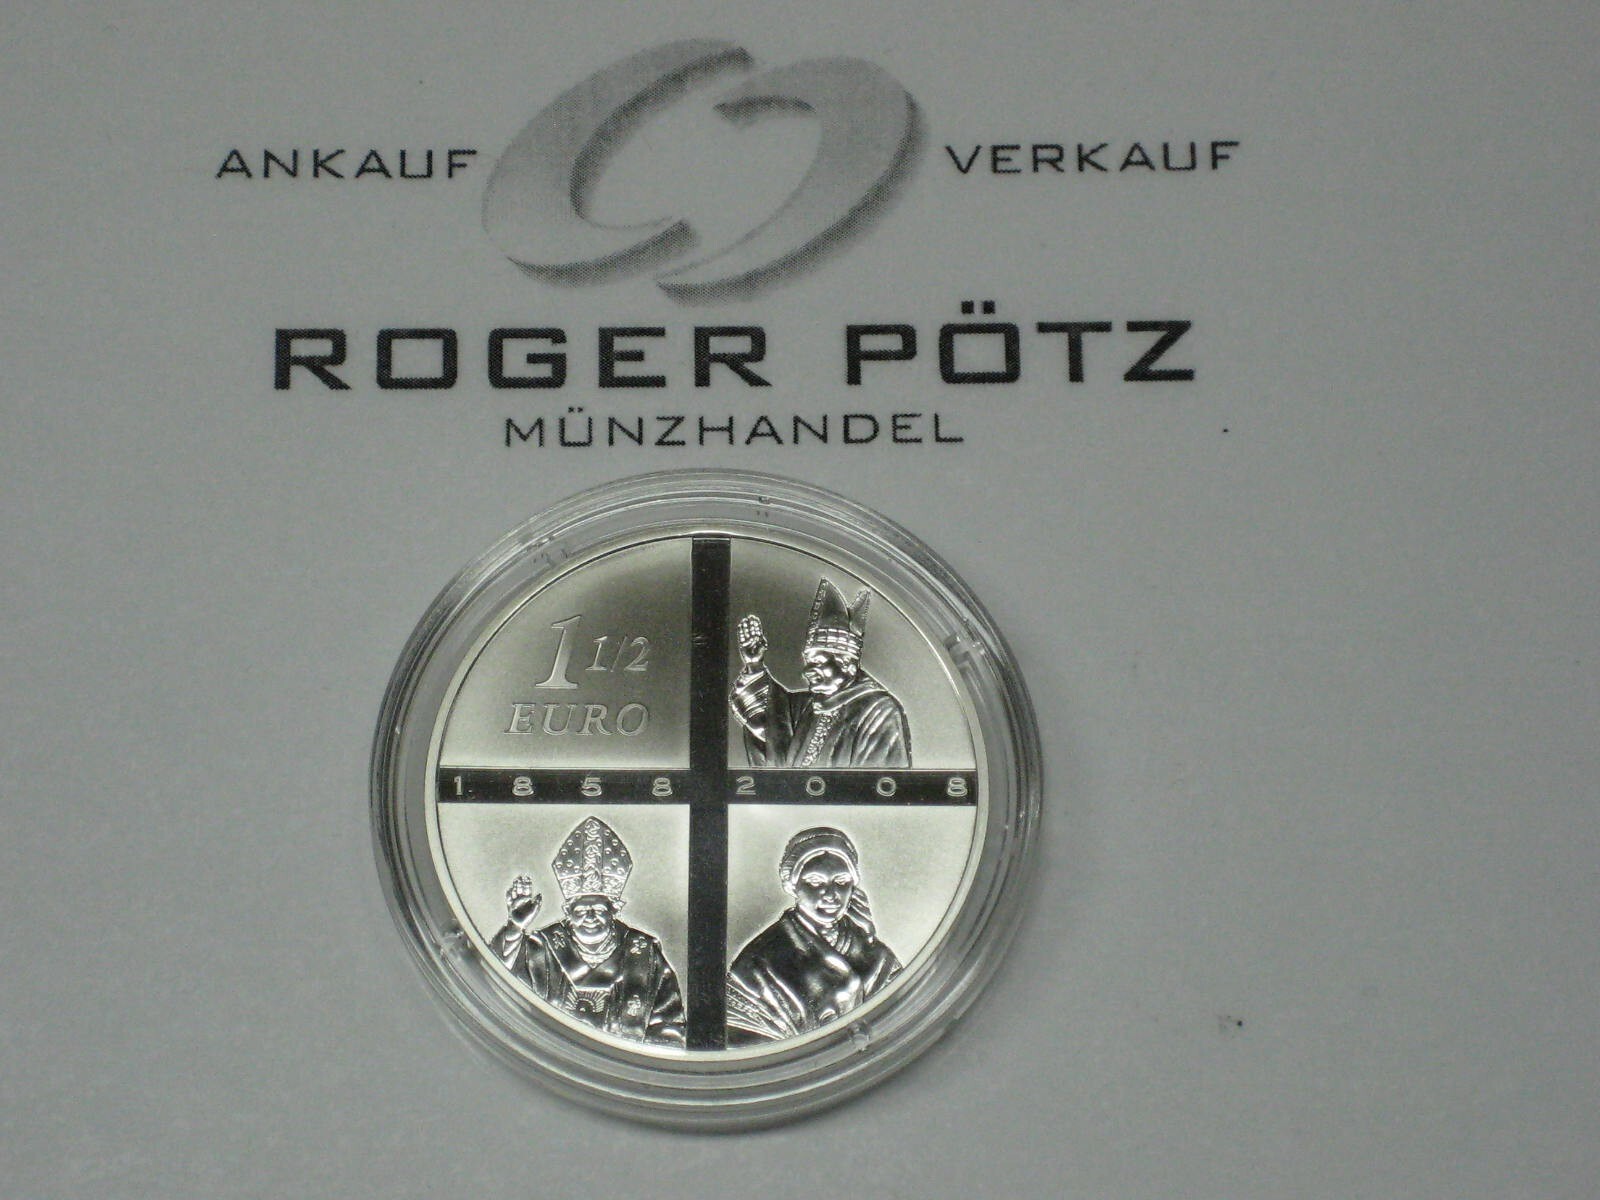 ANKAUF VERKAUF
ROGER PÖTZ
MÜNZHANDEL
1 1/2
EURO
1858 2008